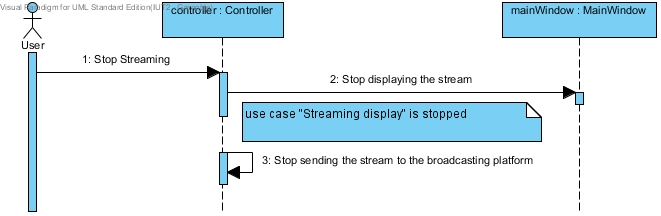 Visual Paradigm for UML Standard Edition(IUT2
controller : Controller
mainWindow : MainWindow
User
1: Stop Streaming
2: Stop displaying the stream
use case "Streaming display" is stopped
3: Stop sending the stream to the broadcasting platform